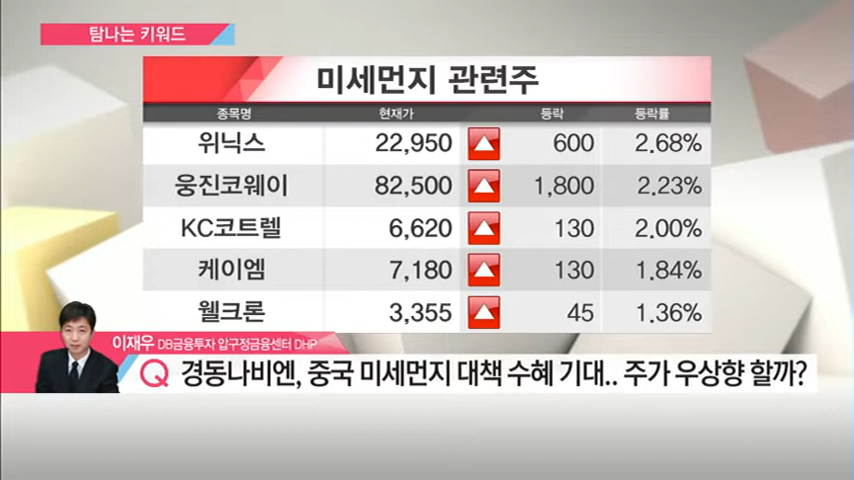 탐나는 키워드
미세먼지 관련주
종목명 현재가 등락 등락률
위닉스 22,950 600 2.68%
웅진코웨이 82,500 1,800 2.23%
KC코트렐 6,620 130 2.00%
케이엠 7,180 130 1.84%
웰크론 3,355 45 1.36%
이재우 DB금융투자 압구정금융센터 DHP
Q 경동나비엔, 중국 미세먼지 대책 수혜 기대.. 주가 우상향 할까?